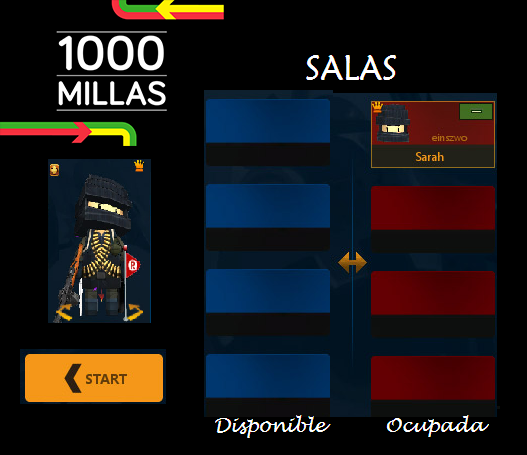 1000
MILLAS
SALAS
einszwo
Sarah
START
Disponible
Ocupada